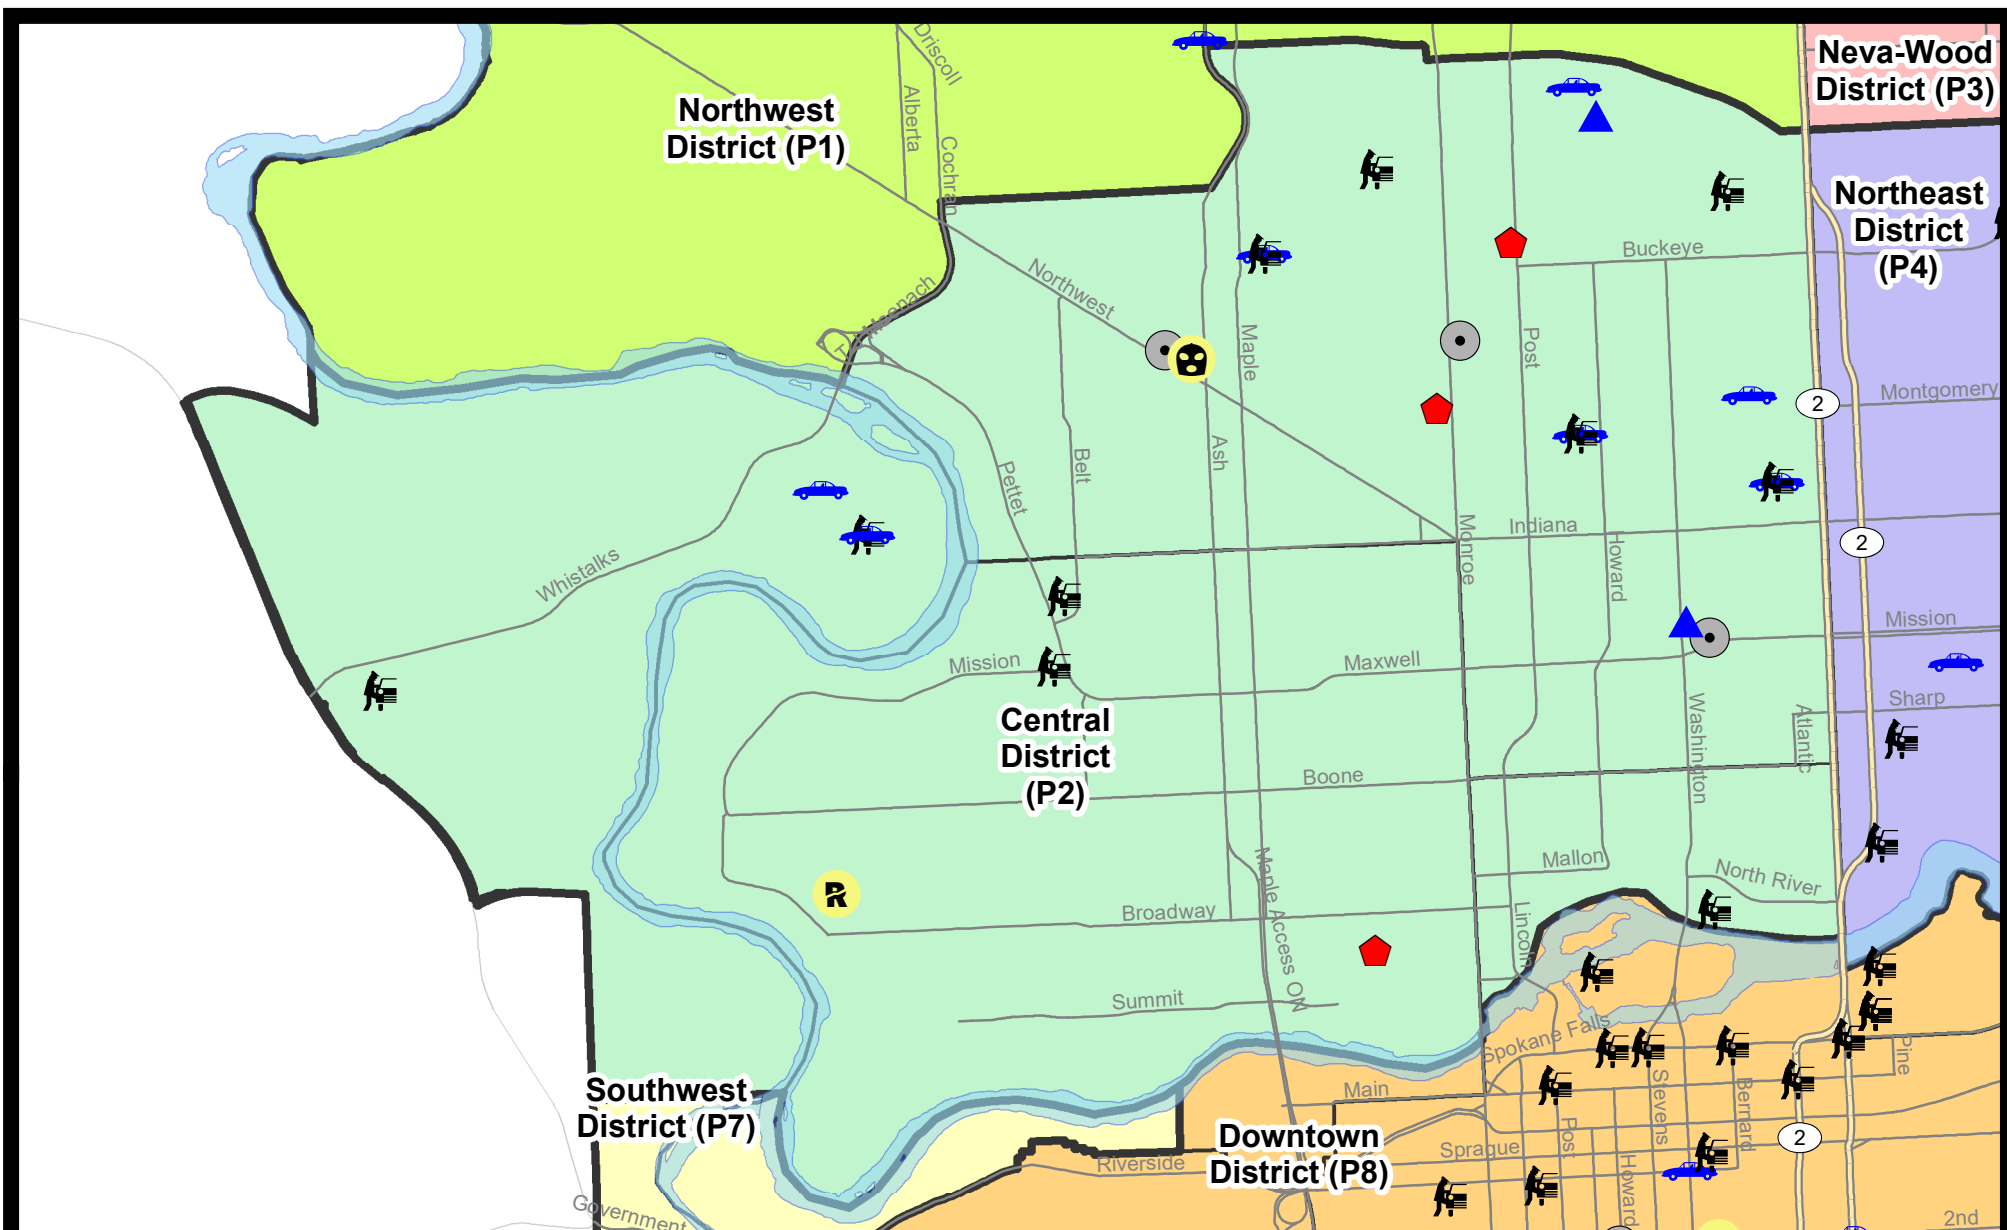 Neva-Wood
District (P3)
Driscoll
Alberta
Northwest
District (P1)
Cochran
Northeast
District
(P4)
Buckeye
Northwest
Maple
Post
Montgomery
2
Ash
Belt
Pettet
Monroe
Indiana
Howard
2
Whistalks
Mission
Mission
Maxwell
Sharp
Central
District
(P2)
Washington
Atlantic
Boone
Mallon
North River
R
Maple Access ON
Broadway
Lincoln
Summit
Spokane Falls
Pine
Southwest
District (P7)
Main
Stevens
Bernard
Post
2
Downtown
District (P8)
Sprague
Riverside
Howard
Government
2nd